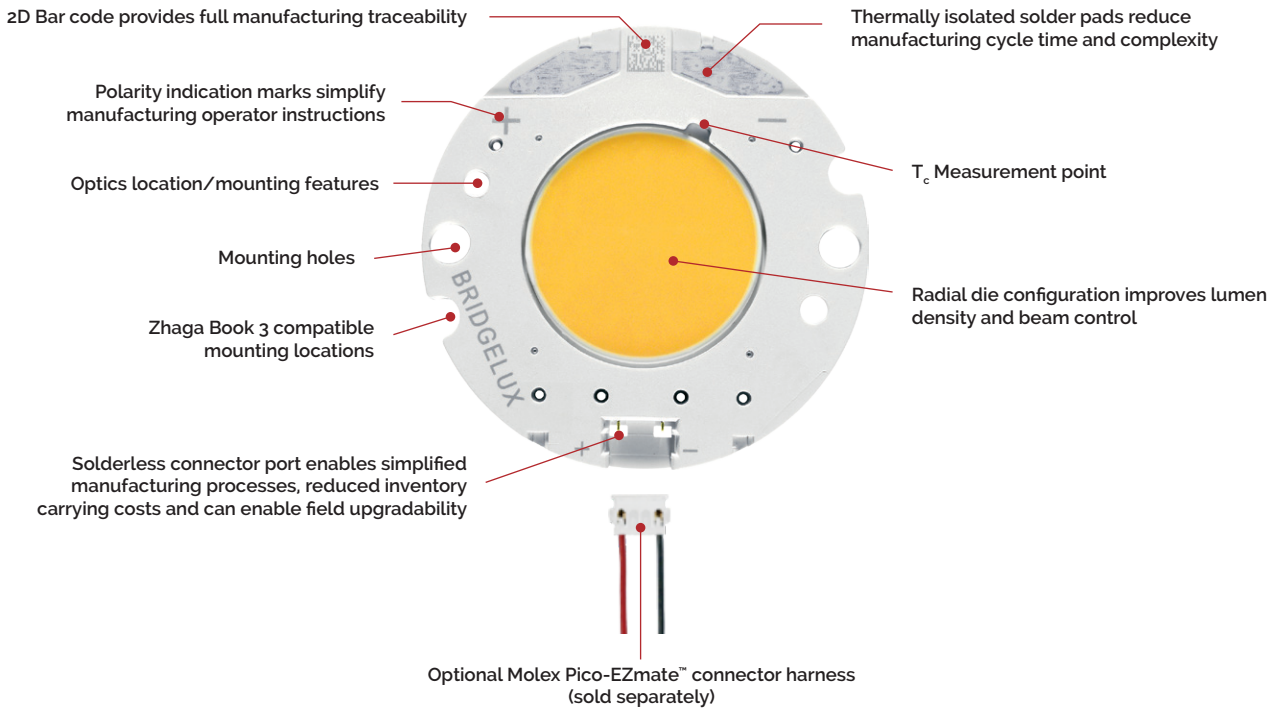 2D Bar code provides full manufacturing traceability
Thermally isolated solder pads reduce
manufacturing cycle time and complexity
Polarity indication marks simplify
manufacturing operator instructions
+
−
Optics location/mounting features
Tc Measurement point
Mounting holes
BRIDGELUX
Radial die configuration improves lumen
density and beam control
Zhaga Book 3 compatible
mounting locations
+
−
Solderless connector port enables simplified
manufacturing processes, reduced inventory
carrying costs and can enable field upgradability
Optional Molex Pico-EZmate™ connector harness
(sold separately)